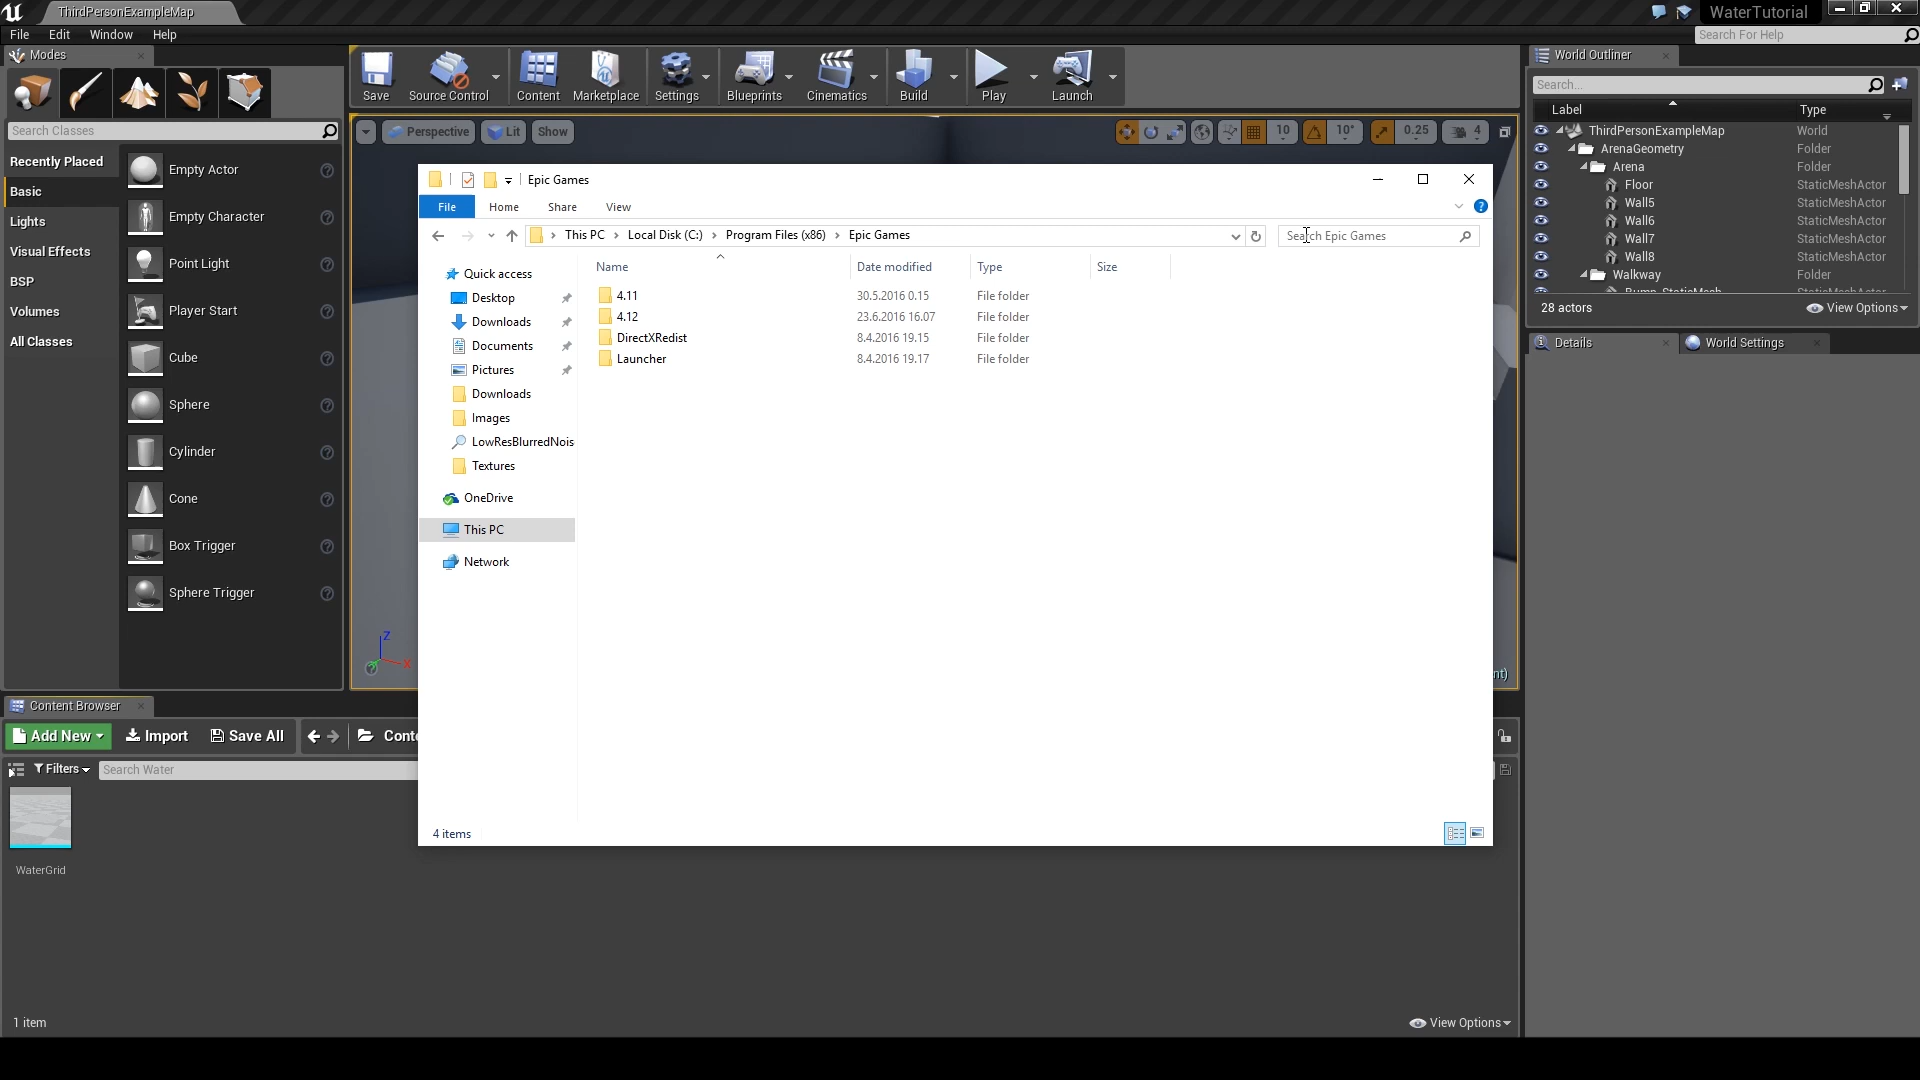 ThirdPersonExampleMap
WaterTutorial
File Edit Window Help
Search For Help
Modes
Search Classes
Recently Placed
Basic
Lights
Visual Effects
BSP
Volumes
All Classes
Empty Actor
Empty Character
Point Light
Player Start
Cube
Sphere
Cylinder
Cone
Box Trigger
Sphere Trigger
Save Source Control Content Marketplace Settings Blueprints Cinematics Build Play Launch
Perspective Lit Show
10 10° 0.25 4
Z
X
nt)
Epic Games
File Home Share View
This PC > Local Disk (C:) > Program Files (x86) > Epic Games
Search Epic Games
Quick access
Desktop
Downloads
Documents
Pictures
Downloads
Images
LowResBlurredNois
Textures
OneDrive
This PC
Network
Name Date modified Type Size
4.11 30.5.2016 0.15 File folder
4.12 23.6.2016 16.07 File folder
DirectXRedist 8.4.2016 19.15 File folder
Launcher 8.4.2016 19.17 File folder
4 items
World Outliner
Search...
Label Type
ThirdPersonExampleMap World
ArenaGeometry Folder
Arena Folder
Floor StaticMeshActor
Wall5 StaticMeshActor
Wall6 StaticMeshActor
Wall7 StaticMeshActor
Wall8 StaticMeshActor
Walkway Folder
28 actors
View Options
Details
World Settings
Content Browser
Add New Import Save All Conte
Filters Search Water
WaterGrid
1 item
View Options